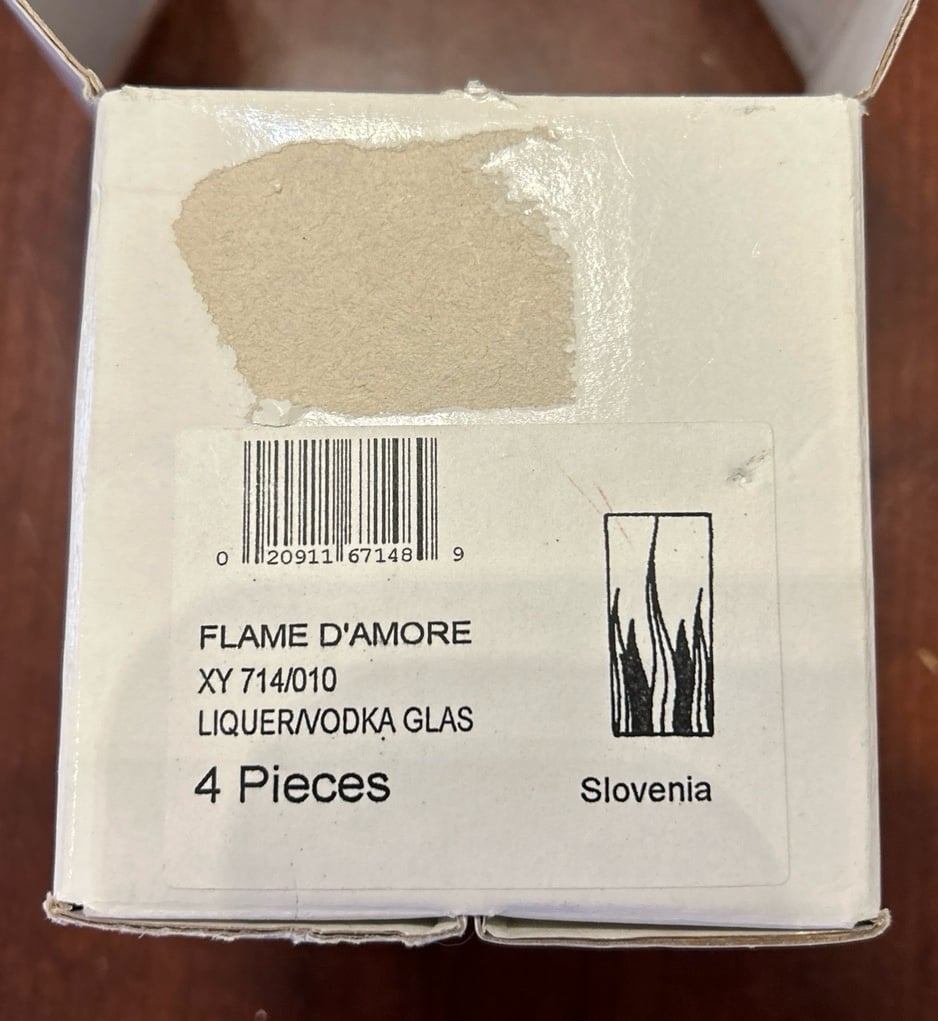 0 20911 67148 9
FLAME D'AMORE
XY 714/010
LIQUER/VODKA GLAS
4 Pieces
Slovenia